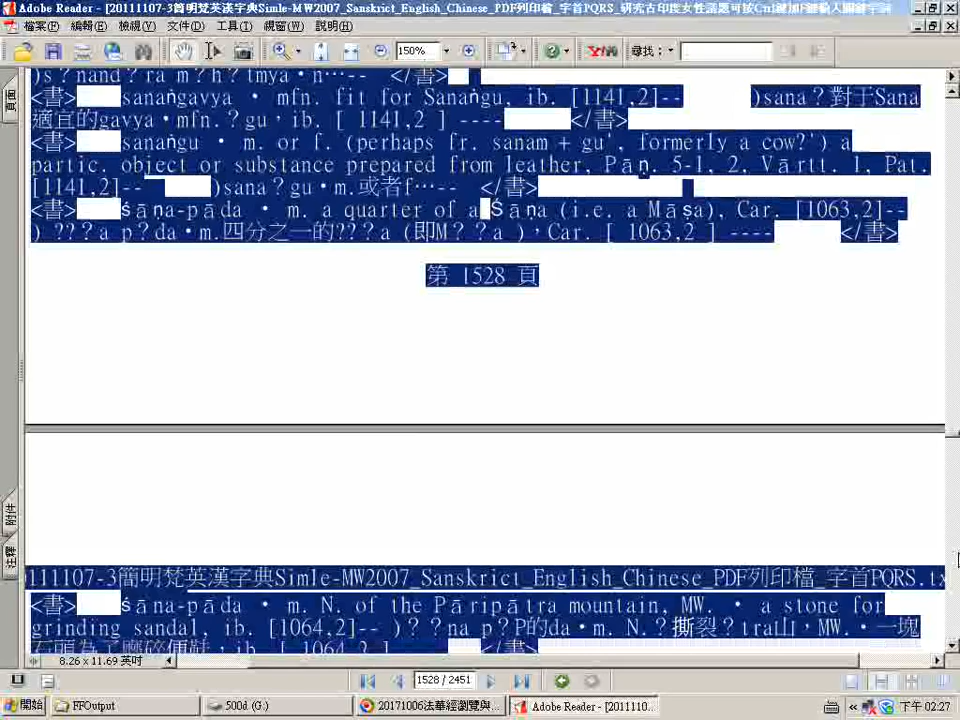 Adobe Reader - [20111107-3簡明梵英漢字典Simle-MW2007_Sanskrict_English_Chinese_PDF列印檔_字首PQRS_研究古印度女性議題可按Ctrl鍵加F鍵輸入關鍵字詞
檔案(F) 編輯(E) 檢視(V) 文件(D) 工具(T) 視窗(W) 說明(H)
150% 尋找：
頁面
)s？nand？ra m？h？tmya‧n…-- </書>
<書> sanaṅgavya ‧ mfn. fit for Sanaṅgu, ib. [1141,2]-- )sana？對于Sana
適宜的gavya‧mfn.？gu，ib. [ 1141,2 ] ---- </書>
<書> sanaṅgu ‧ m. or f. (perhaps fr. sanam + gu', formerly a cow?') a
partic. object or substance prepared from leather, Pāṇ. 5-1, 2, Vārtt. 1, Pat.
[1141,2]-- )sana？gu‧m.或者f…-- </書>
<書> śāṇa-pāda ‧ m. a quarter of a Śāṇa (i.e. a Māṣa), Car. [1063,2]--
) ???a p？da‧m.四分之一的???a (即M？？a )，Car. [ 1063,2 ] ---- </書>
第 1528 頁
附件
注釋
111107-3簡明梵英漢字典Simle-MW2007_Sanskrict_English_Chinese_PDF列印檔_字首PQRS.tx
<書> śāna-pāda ‧ m. N. of the Pāripātra mountain, MW. ‧ a stone for
grinding sandal, ib. [1064,2]-- )？？na p？P的da‧m. N.？撕裂？tra山，MW.‧一塊
8.26 x 11.69 英吋
1528 / 2451
開始 FFOutput 500d (G:) 20171006法華經瀏覽與... Adobe Reader - [2011110... 下午 02:27